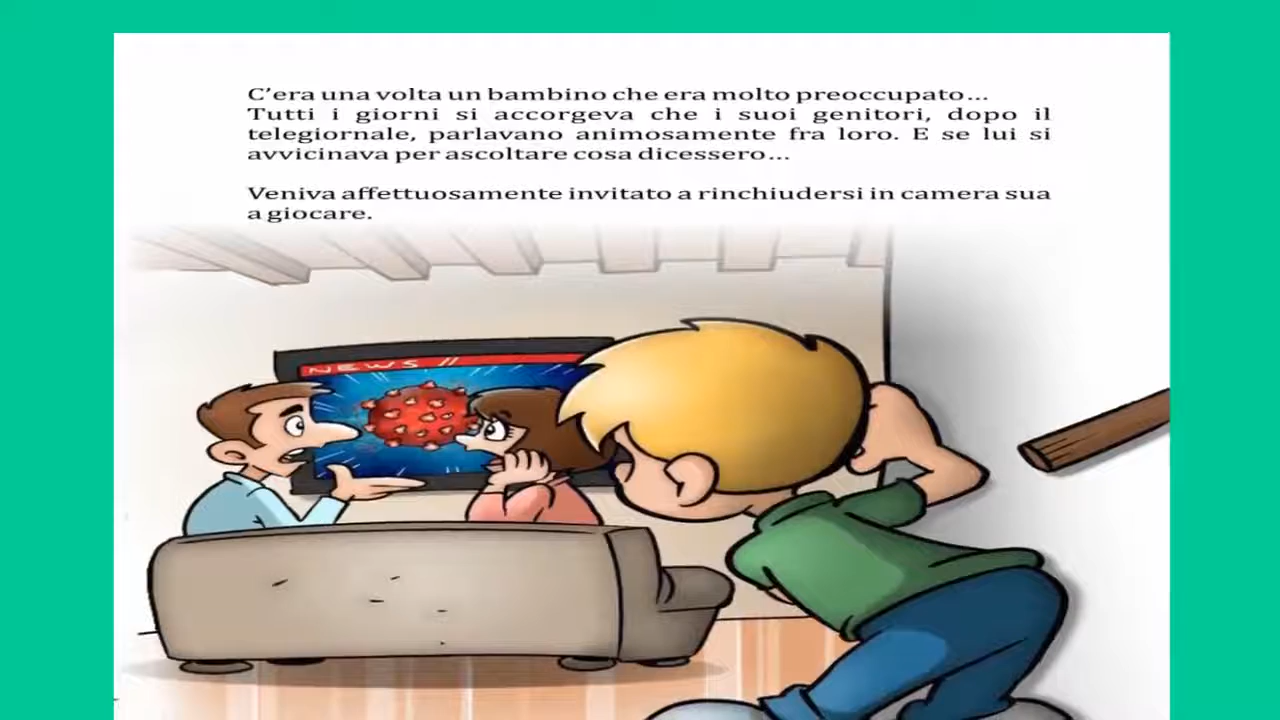 C’era una volta un bambino che era molto preoccupato…
Tutti i giorni si accorgeva che i suoi genitori, dopo il
telegiornale, parlavano animosamente fra loro. E se lui si
avvicinava per ascoltare cosa dicessero…
Veniva affettuosamente invitato a rinchiudersi in camera sua
a giocare.
NEWS !!